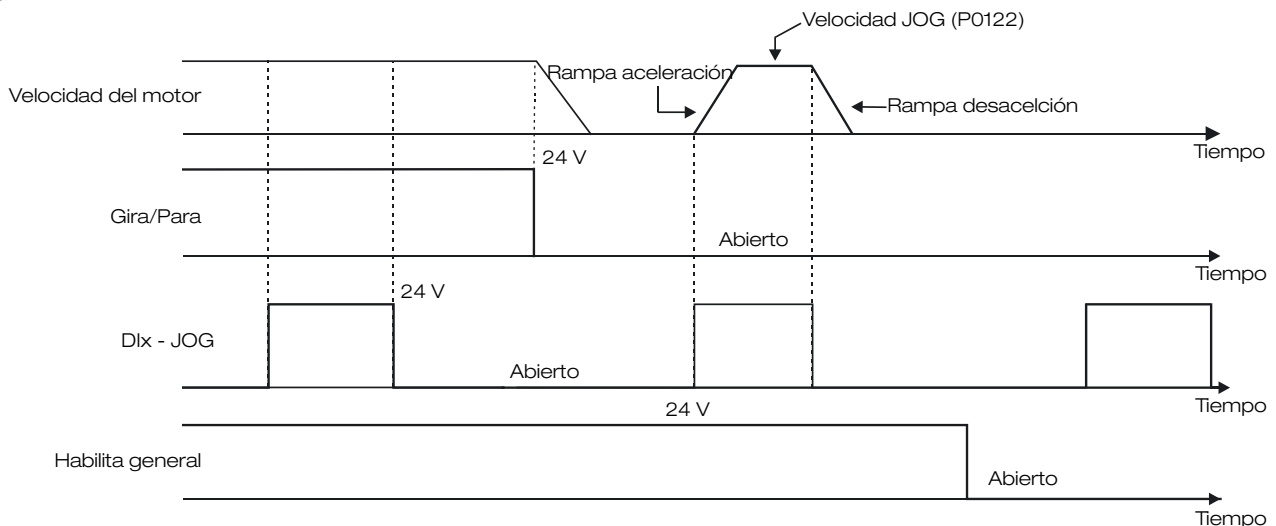 Velocidad JOG (P0122)
Rampa aceleración
Velocidad del motor
Rampa desacelción
Tiempo
24 V
Gira/Para
Abierto
Tiempo
24 V
DIx - JOG
Abierto
Tiempo
24 V
Habilita general
Abierto
Tiempo